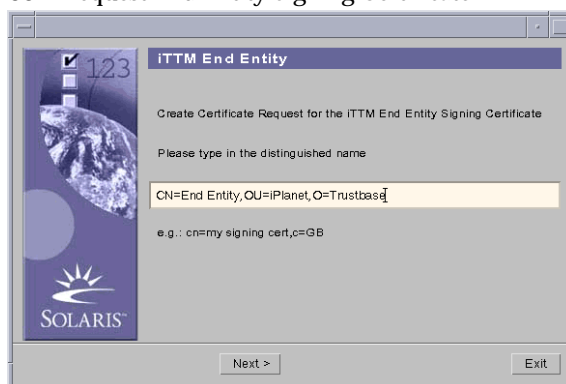 123
iTTM End Entity
Create Certificate Request for the iTTM End Entity Signing Certificate
Please type in the distinguished name
CN=End Entity,OU=iPlanet,O=Trustbase
e.g.: cn=my signing cert,c=GB
SOLARIS
Next >
Exit